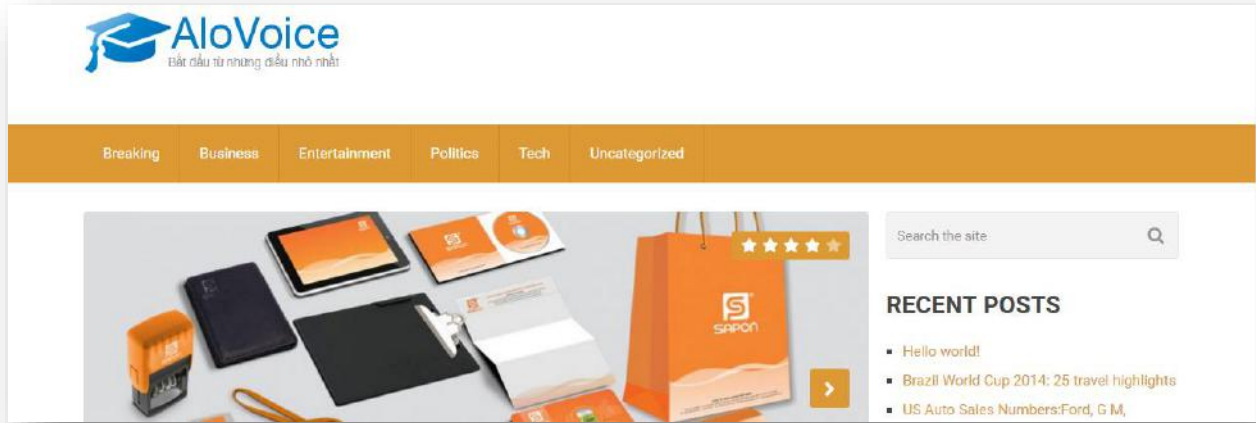 AloVoice
Bắt đầu từ những điều nhỏ nhất
Breaking Business Entertainment Politics Tech Uncategorized
Search the site
SAPON
SAPON
RECENT POSTS
Hello world!
Brazil World Cup 2014: 25 travel highlights
US Auto Sales Numbers:Ford, G M,